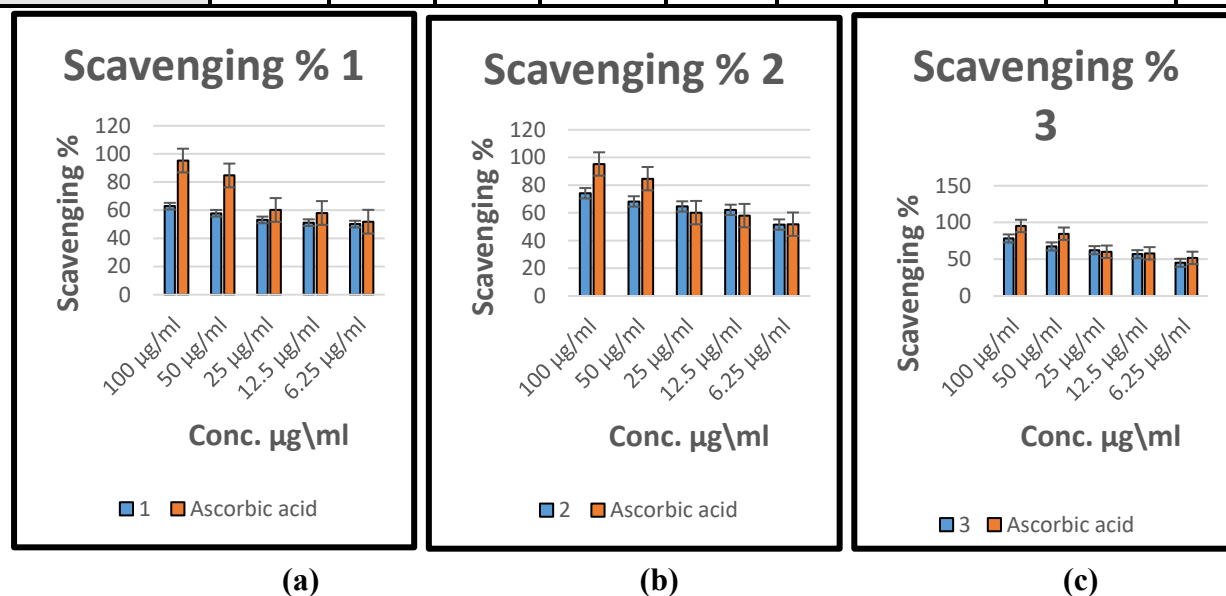 Scavenging % 1
120
100
80
60
40
20
0
Scavenging %
100 µg/ml
50 µg/ml
25 µg/ml
12.5 µg/ml
6.25 µg/ml
Conc. µg\ml
1 Ascorbic acid
(a)
Scavenging % 2
120
100
80
60
40
20
0
Scavenging %
100 µg/ml
50 µg/ml
25 µg/ml
12.5 µg/ml
6.25 µg/ml
Conc. µg\ml
2 Ascorbic acid
(b)
Scavenging %
3
150
100
50
0
Scavenging %
100 µg/ml
50 µg/ml
25 µg/ml
12.5 µg/ml
6.25 µg/ml
Conc. µg\ml
3 Ascorbic acid
(c)